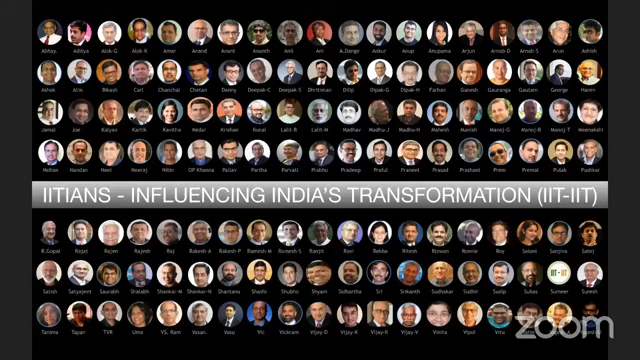 Abhay. Aditya Alok-G Alok-K Amar Anand Anant Ananth Anil Ari A.Dange Ankur Anup Anupama Arjun Arnab-D Arnab-S Arun Ashish
Ashok Atin Bikash Carl Chanchal Chetan Danny Deepak-C Deepak-S Dhritiman Dilip Dipak-G Dipak-M Farhan Ganesh Gauranga Gautam George Haren
Jamal Joe Kalyan Kartik Kavitha Kedar Krishan Kunal Lalit-B Lalit-M Madhav Madhu-J Madhu-M Mahesh Manish Manoj-G Manoj-B Manoj-T Meenakshi
Mohan Nandan Neel Neeraj Nitin OP Khanna Pallav Partha Parvati Prabhu Pradeep Praful Praneet Prasad Prashant Prem Premal Pulak Pushkar
IITIANS - INFLUENCING INDIA'S TRANSFORMATION (IIT-IIT)
R.Gopal Rajat Rajen Rajesh Raj Rakesh-A Rakesh-P Ramesh-M Ramesh-S Ranjit Ravi Rekha Ritesh Rizwan Ronnie Roy Saloni Sanjiva Satej
Satish Satyajeet Saurabh Shalabh Shankar-M Shankar-N Shantanu Shashi Shubho Shyam Sidhartha Sri Srikanth Sudhakar Sudhir Sulip Suhas Sumeer Suresh
IIT-IIT
Tanima Tapan TVR Uma VS. Ram Vasan. Vasu Vic Vickram Vijay-D Vijay-K Vijay-R Vijay-V Vinita Vipul Viru
zoom